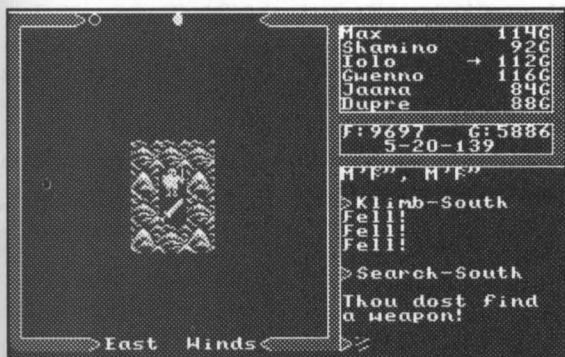 Max 114G
Shamino 92G
Iolo → 112G
Gwenno 116G
Jaana 84G
Dupre 88G
F:9697 G:5886
5-20-139
M'F", M'F"
>Klimb-South
Fell!
Fell!
Fell!
>Search-South
Thou dost find
a weapon!
East Winds